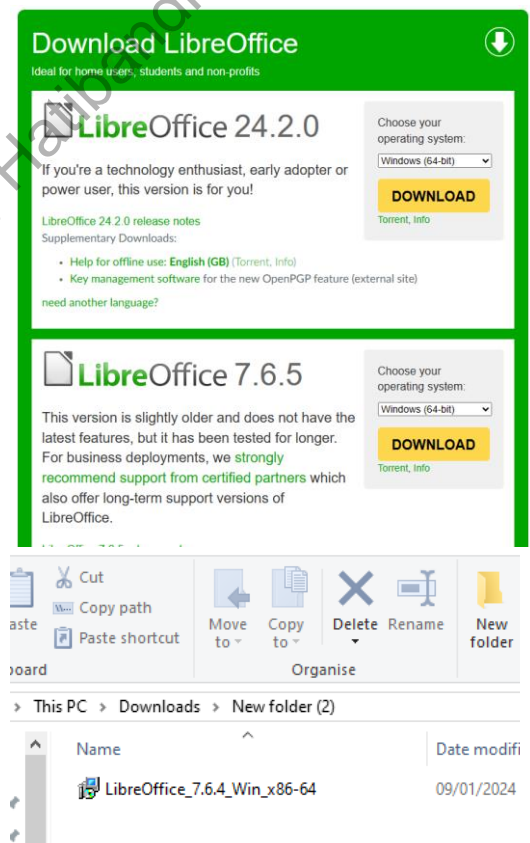 Download LibreOffice
Ideal for home users, students and non-profits
LibreOffice 24.2.0
If you're a technology enthusiast, early adopter or
power user, this version is for you!
LibreOffice 24.2.0 release notes
Supplementary Downloads:
Help for offline use: English (GB) (Torrent, Info)
Key management software for the new OpenPGP feature (external site)
need another language?
Choose your
operating system:
Windows (64-bit)
DOWNLOAD
Torrent, Info
LibreOffice 7.6.5
This version is slightly older and does not have the
latest features, but it has been tested for longer.
For business deployments, we strongly
recommend support from certified partners which
also offer long-term support versions of
LibreOffice.
Choose your
operating system:
Windows (64-bit)
DOWNLOAD
Torrent, Info
Cut
Copy path
Paste shortcut
Move
to
Copy
to
Delete
Rename
New
folder
Organise
This PC > Downloads > New folder (2)
Name
Date modifi
LibreOffice_7.6.4_Win_x86-64
09/01/2024